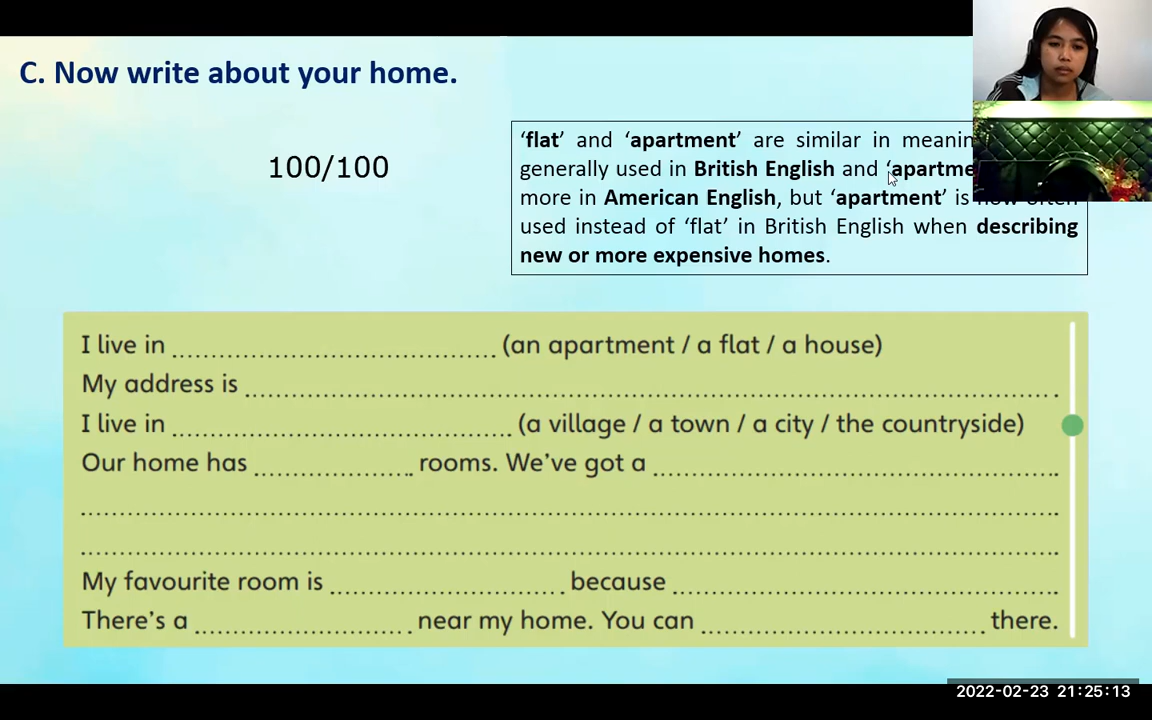 C. Now write about your home.
100/100
'flat' and 'apartment' are similar in
generally used in British English and
more in American English, but 'apartment' is now often
used instead of 'flat' in British English when describing
new or more expensive homes.
I live in ........................................ (an apartment / a flat / a house)
My address is ........................................ .
I live in ........................................ (a village / a town / a city / the countryside)
Our home has .................... rooms. We've got a ........................................
........................................
........................................
My favourite room is .............................. because ........................................
There's a .............................. near my home. You can .............................. there.
2022-02-23 21:25:13